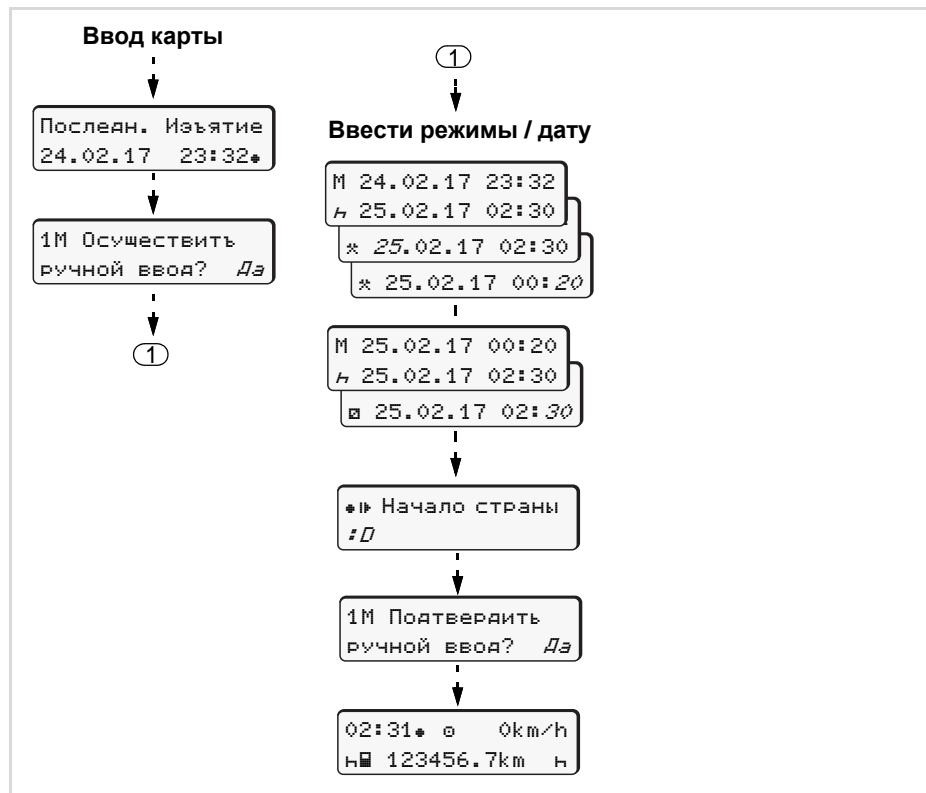 Ввод карты
Последн. Изъятие
24.02.17 23:32
1М Осуществить
ручной ввод? Да
1
1
Ввести режимы / дату
М 24.02.17 23:32
25.02.17 02:30
25.02.17 02:30
25.02.17 00:20
М 25.02.17 00:20
25.02.17 02:30
25.02.17 02:30
Начало страны
:D
1М Подтвердить
ручной ввод? Да
02:31 0km/h
123456.7km